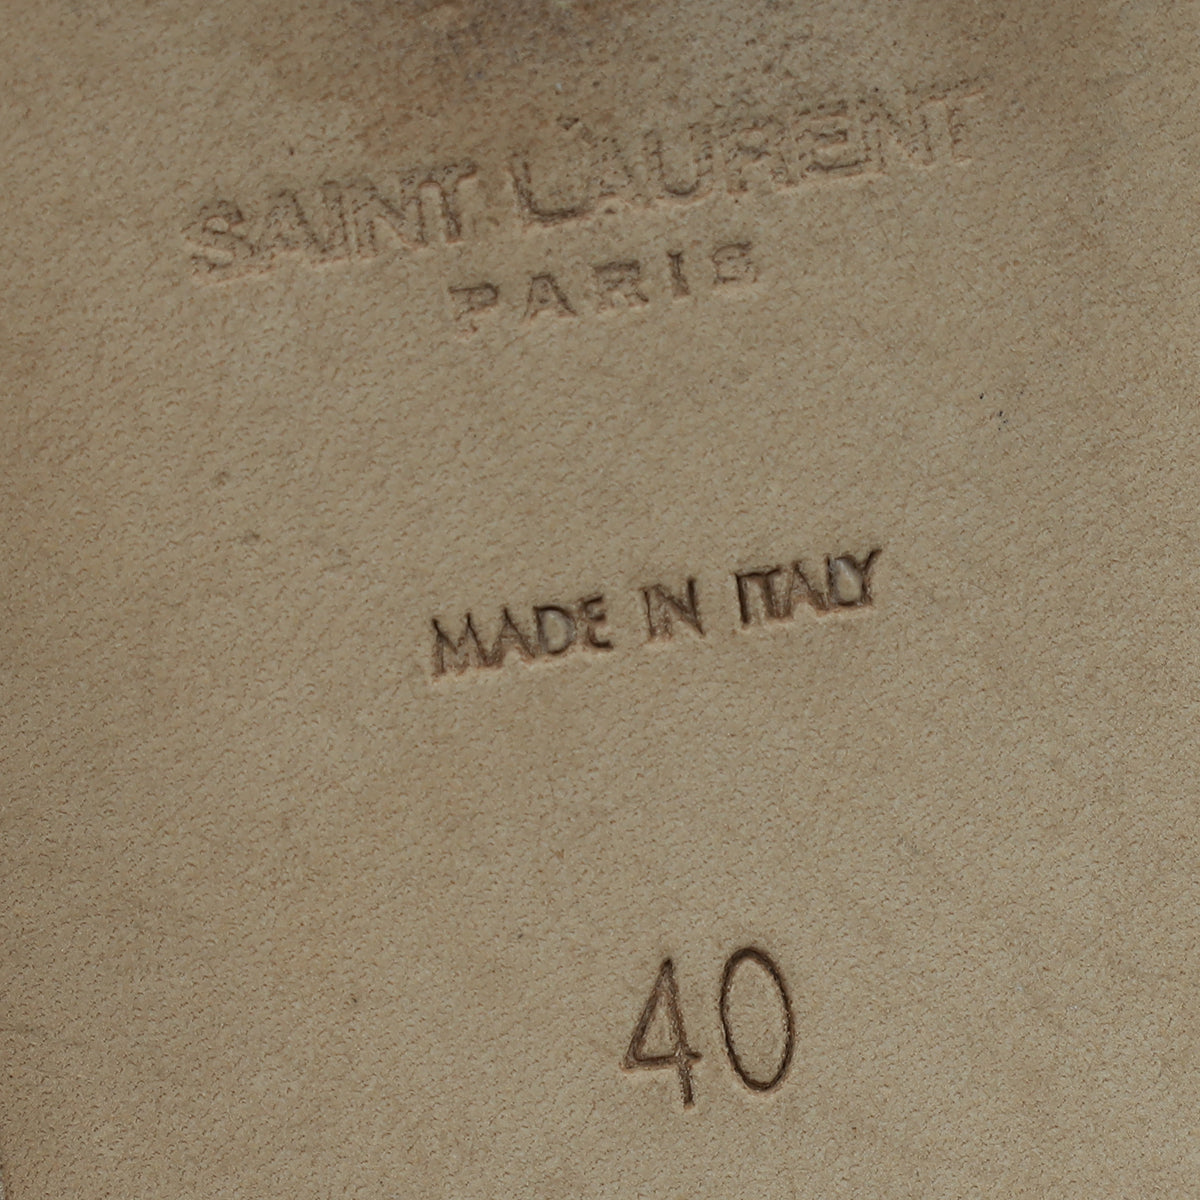 SAINT LAURENT
PARIS
MADE IN ITALY
40